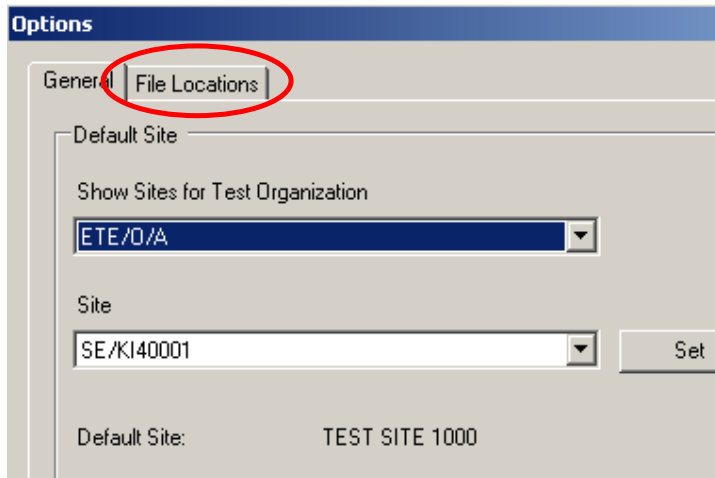 Options
General File Locations
Default Site
Show Sites for Test Organization
ETE/O/A
Site
SE/KI40001
Set
Default Site: TEST SITE 1000